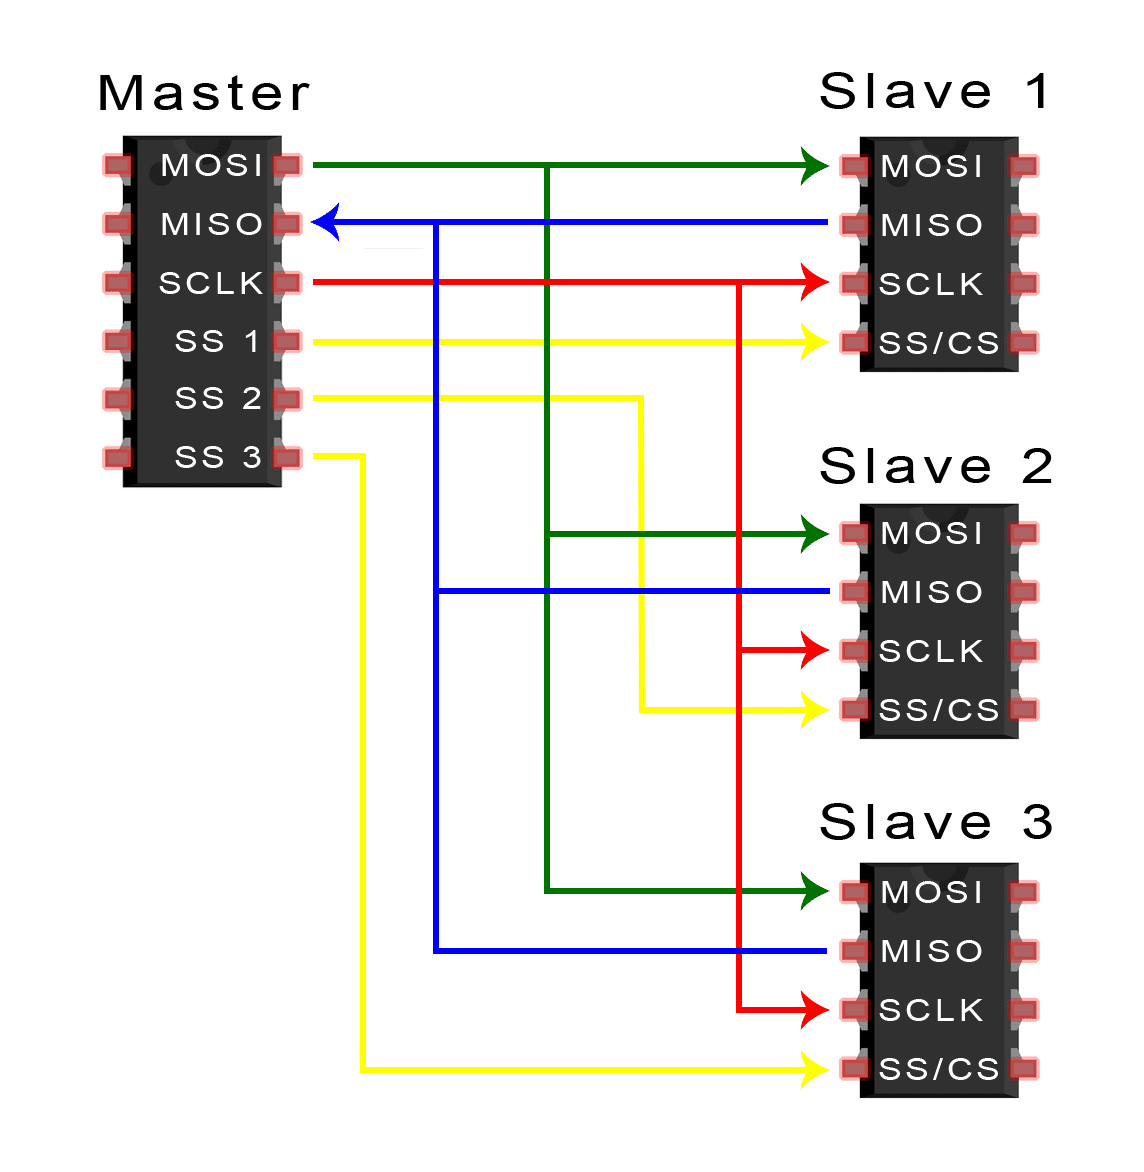 Master
MOSI
MISO
SCLK
SS 1
SS 2
SS 3
Slave 1
MOSI
MISO
SCLK
SS/CS
Slave 2
MOSI
MISO
SCLK
SS/CS
Slave 3
MOSI
MISO
SCLK
SS/CS